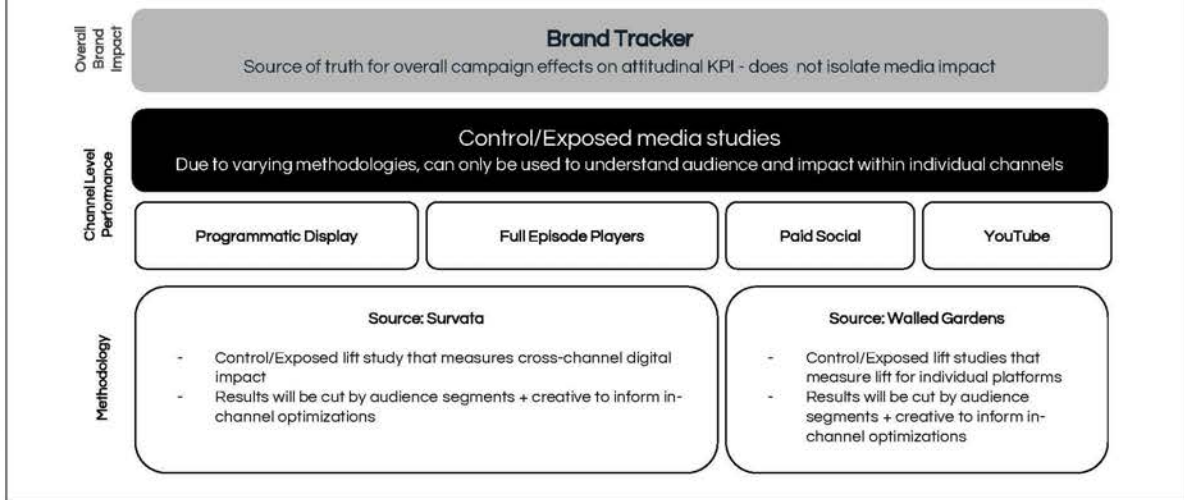 Overall
Brand
Impact
Brand Tracker
Source of truth for overall campaign effects on attitudinal KPI - does  not isolate media impact
Channel Level
Performance
Control/Exposed media studies
Due to varying methodologies, can only be used to understand audience and impact within individual channels
Programmatic Display
Full Episode Players
Paid Social
YouTube
Methodology
Source: Survata
- Control/Exposed lift study that measures cross-channel digital
impact
- Results will be cut by audience segments + creative to inform in-
channel optimizations
Source: Walled Gardens
- Control/Exposed lift studies that
measure lift for individual platforms
- Results will be cut by audience
segments + creative to inform in-
channel optimizations